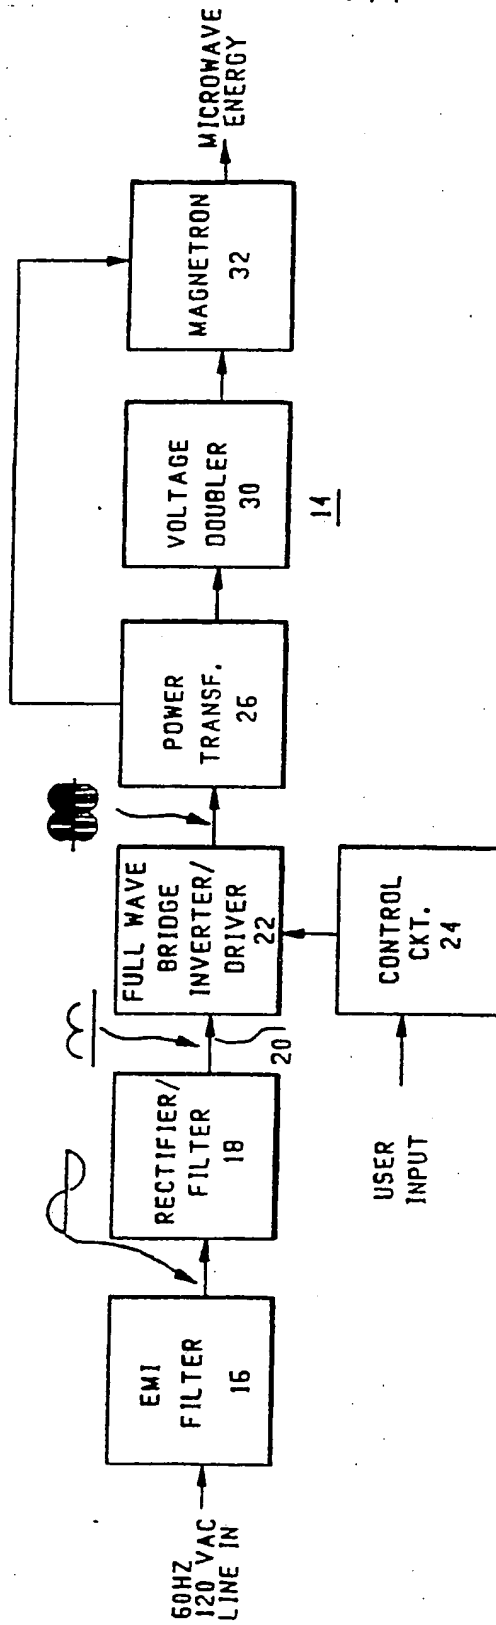 60HZ
120 VAC
LINE IN
EMI
FILTER
16
RECTIFIER/
FILTER
18
20
FULL WAVE
BRIDGE
INVERTER/
DRIVER
22
USER
INPUT
CONTROL
CKT.
24
POWER
TRANSF.
26
VOLTAGE
DOUBLER
30
14
MAGNETRON
32
MICROWAVE
ENERGY